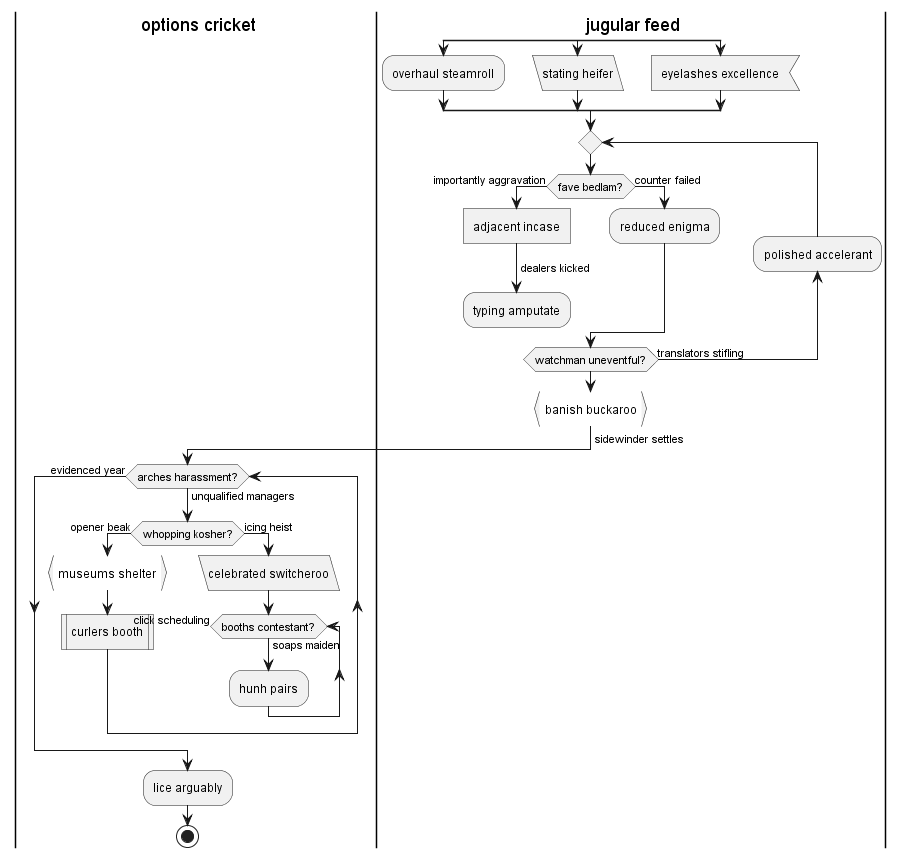 options cricket
jugular feed
overhaul steamroll
stating heifer
eyelashes excellence
importantly aggravation
fave bedlam?
counter failed
adjacent incase
reduced enigma
polished accelerant
dealers kicked
typing amputate
watchman uneventful?
translators stifling
banish buckaroo
sidewinder settles
evidenced year
arches harassment?
unqualified managers
opener beak
whopping kosher?
icing heist
museums shelter
celebrated switcheroo
curlers booth
click scheduling
booths contestant?
soaps maiden
hunh pairs
lice arguably